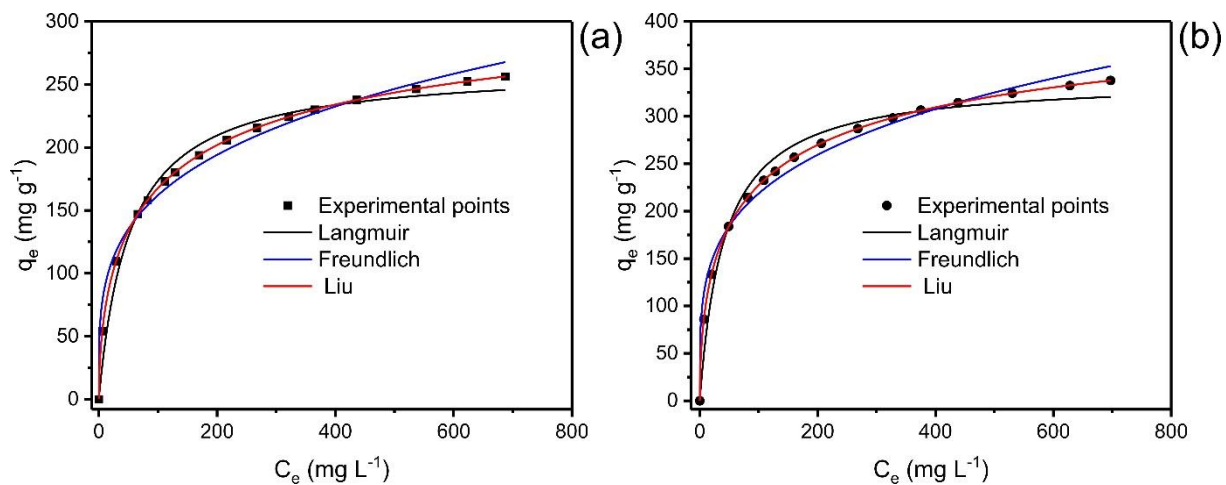 (a)
300
250
200
150
100
50
0
qₑ (mg g⁻¹)
Experimental points
Langmuir
Freundlich
Liu
0 200 400 600 800
Cₑ (mg L⁻¹)
(b)
400
350
300
250
200
150
100
50
0
qₑ (mg g⁻¹)
Experimental points
Langmuir
Freundlich
Liu
0 200 400 600 800
Cₑ (mg L⁻¹)